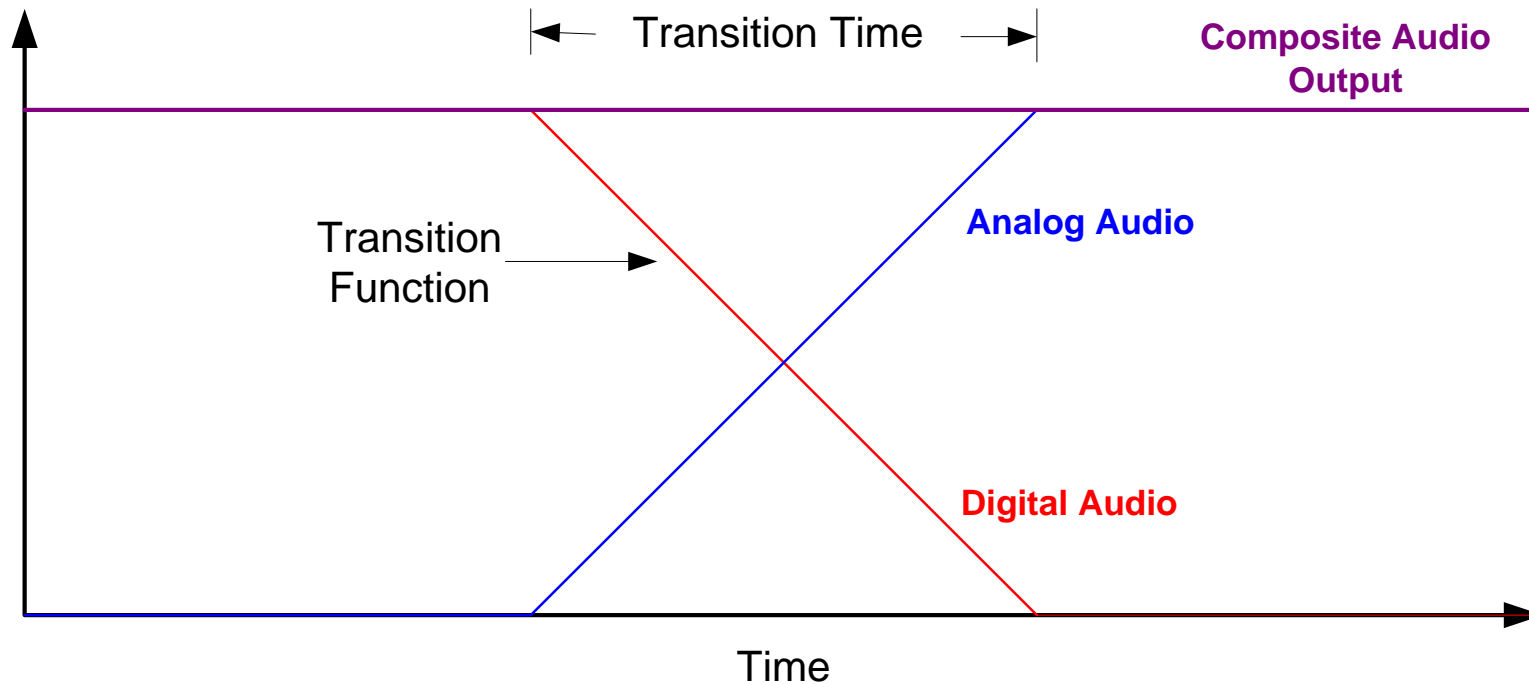 Transition Time
Composite Audio
Output
Analog Audio
Transition
Function
Digital Audio
Time